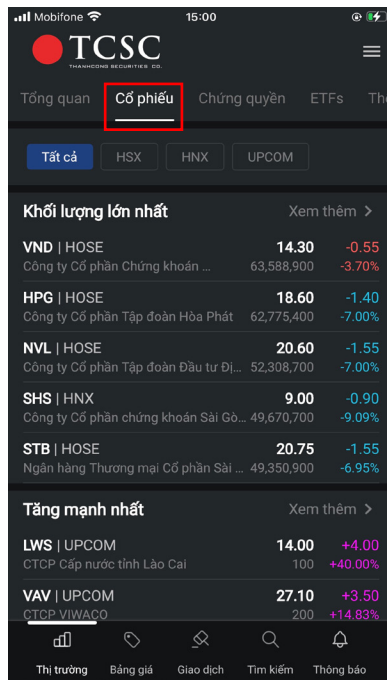 Mobifone 15:00
TCSC
THANHCONG SECURITIES CO.
Tổng quan Cổ phiếu Chứng quyền ETFs Th
Tất cả HSX HNX UPCOM
Khối lượng lớn nhất Xem thêm >
VND | HOSE 14.30 -0.55
Công ty Cổ phần Chứng khoán ... 63,588,900 -3.70%
HPG | HOSE 18.60 -1.40
Công ty Cổ phần Tập đoàn Hòa Phát 62,775,400 -7.00%
NVL | HOSE 20.60 -1.55
Công ty Cổ phần Tập đoàn Đầu tư Đị... 52,308,700 -7.00%
SHS | HNX 9.00 -0.90
Công ty Cổ phần chứng khoán Sài Gò... 49,670,700 -9.09%
STB | HOSE 20.75 -1.55
Ngân hàng Thương mại Cổ phần Sài ... 49,350,900 -6.95%
Tăng mạnh nhất Xem thêm >
LWS | UPCOM 14.00 +4.00
CTCP Cấp nước tỉnh Lào Cai 100 +40.00%
VAV | UPCOM 27.10 +3.50
CTCP VIWACO 200 +14.83%
Thị trường Bảng giá Giao dịch Tìm kiếm Thông báo